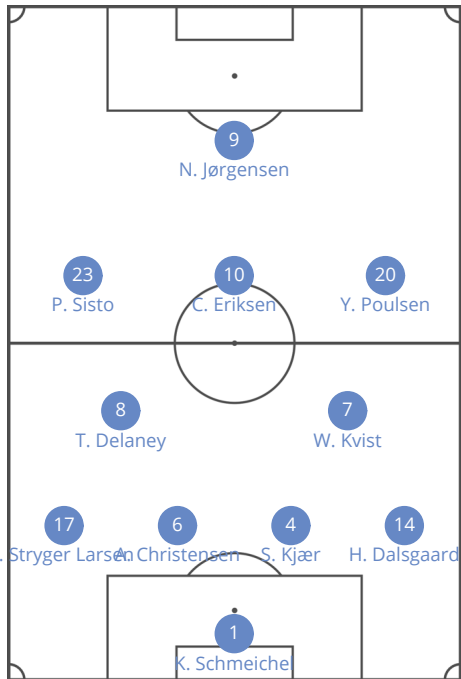 9
N. Jørgensen
23
P. Sisto
10
C. Eriksen
20
Y. Poulsen
8
T. Delaney
7
W. Kvist
17
. Stryger Larsen
6
A. Christensen
4
S. Kjær
14
H. Dalsgaard
1
K. Schmeichel